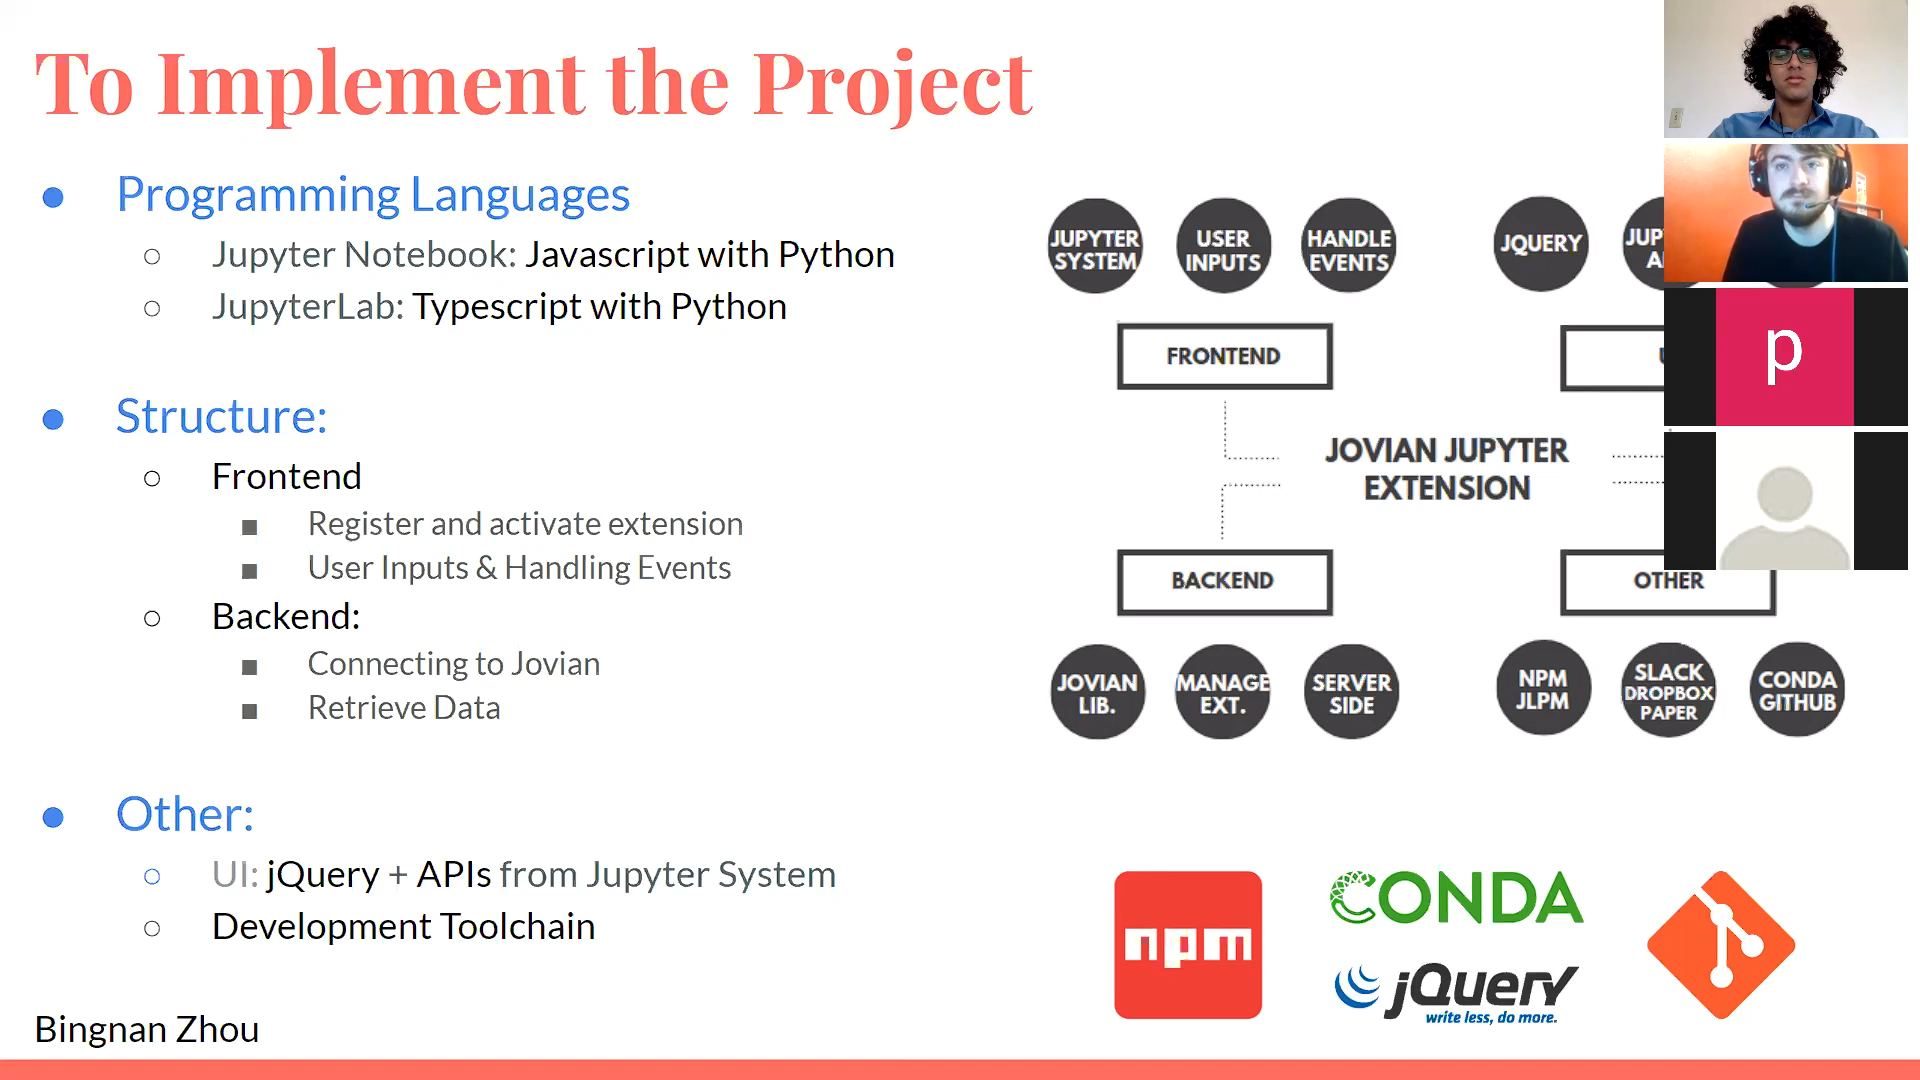 To Implement the Project
Programming Languages
Jupyter Notebook: Javascript with Python
JupyterLab: Typescript with Python
Structure:
Frontend
Register and activate extension
User Inputs & Handling Events
Backend:
Connecting to Jovian
Retrieve Data
Other:
UI: jQuery + APIs from Jupyter System
Development Toolchain
Bingnan Zhou
JUPYTER
SYSTEM
USER
INPUTS
HANDLE
EVENTS
JQUERY
FRONTEND
JOVIAN JUPYTER
EXTENSION
BACKEND
OTHER
JOVIAN
LIB.
MANAGE
EXT.
SERVER
SIDE
NPM
JLPM
SLACK
DROPBOX
PAPER
CONDA
GITHUB
p
npm
CONDA
jQuery
write less, do more.